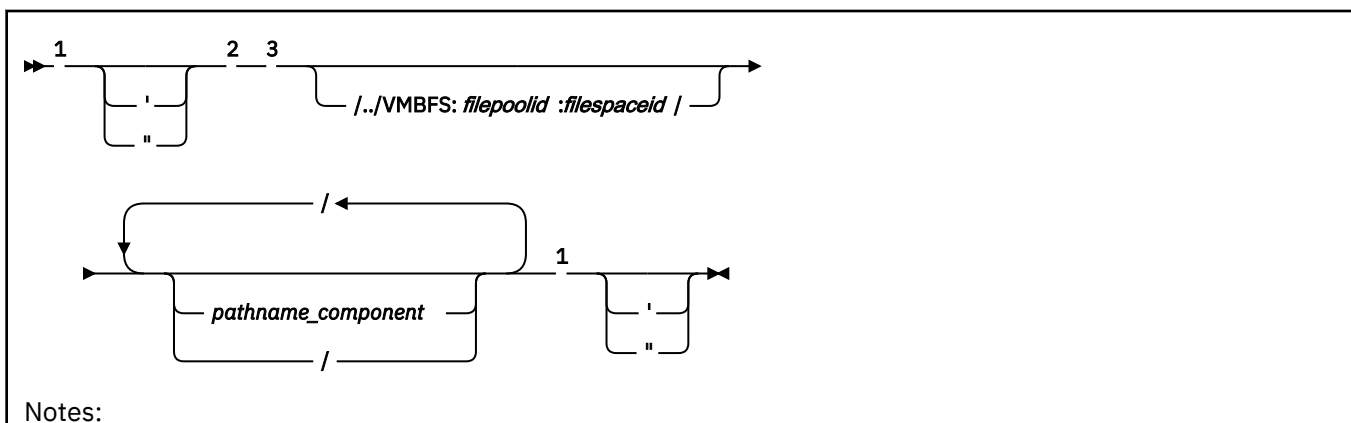 1 2 3
'
/../VMBFS: filepoolid :filespaceid /
"
/
1
pathname_component '
/ "
Notes: